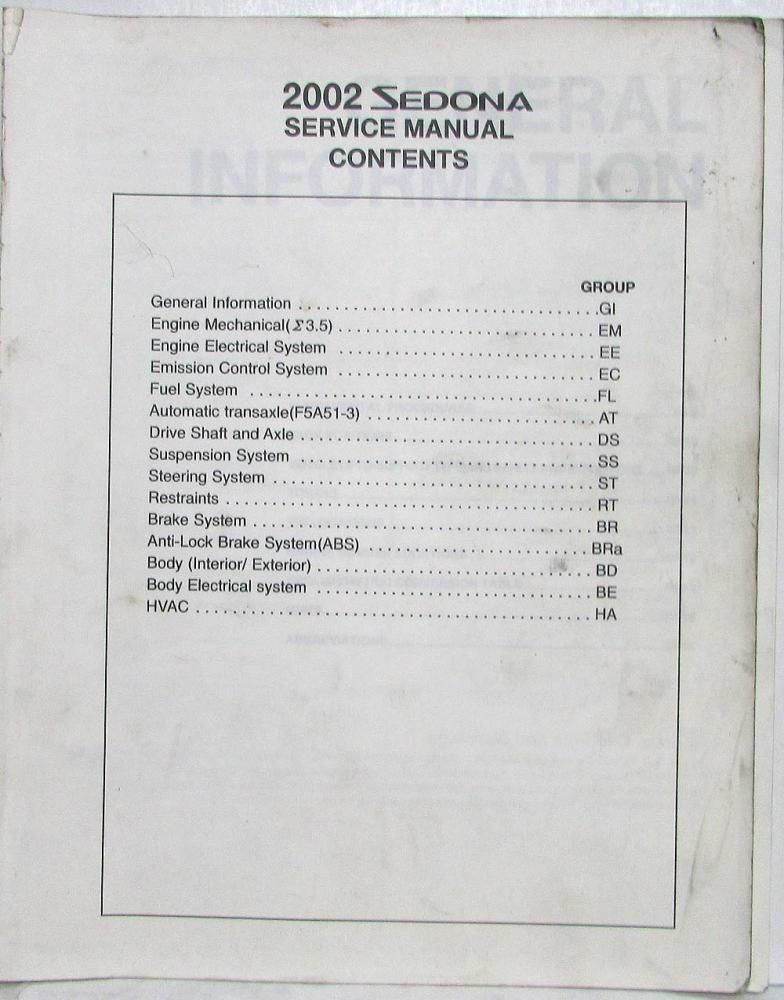 2002 SEDONA
SERVICE MANUAL
CONTENTS
GROUP
General Information . . . . . . . . . . . . . . . . . . . . . . . . . . . . . . . . . .GI
Engine Mechanical(Σ3.5) . . . . . . . . . . . . . . . . . . . . . . . . . . . . . EM
Engine Electrical System . . . . . . . . . . . . . . . . . . . . . . . . . . . . . EE
Emission Control System . . . . . . . . . . . . . . . . . . . . . . . . . . . . . EC
Fuel System . . . . . . . . . . . . . . . . . . . . . . . . . . . . . . . . . . . . . . .FL
Automatic transaxle(F5A51-3) . . . . . . . . . . . . . . . . . . . . . . . . . . AT
Drive Shaft and Axle . . . . . . . . . . . . . . . . . . . . . . . . . . . . . . . . . DS
Suspension System . . . . . . . . . . . . . . . . . . . . . . . . . . . . . . . . . SS
Steering System . . . . . . . . . . . . . . . . . . . . . . . . . . . . . . . . . . . . ST
Restraints . . . . . . . . . . . . . . . . . . . . . . . . . . . . . . . . . . . . . . . . . RT
Brake System . . . . . . . . . . . . . . . . . . . . . . . . . . . . . . . . . . . . . . BR
Anti-Lock Brake System(ABS) . . . . . . . . . . . . . . . . . . . . . . . . . BRa
Body (Interior/ Exterior) . . . . . . . . . . . . . . . . . . . . . . . . . . . . . . . BD
Body Electrical system . . . . . . . . . . . . . . . . . . . . . . . . . . . . . . . BE
HVAC . . . . . . . . . . . . . . . . . . . . . . . . . . . . . . . . . . . . . . . . . . . . HA